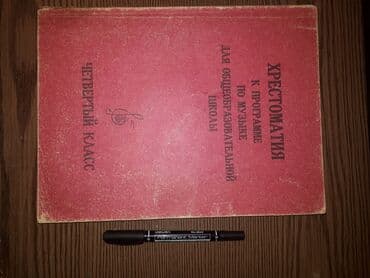 ХРЕСТОМАТИЯ
К ПРОГРАММЕ
ПО МУЗЫКЕ
ДЛЯ ОБЩЕОБРАЗОВАТЕЛЬНОЙ
ШКОЛЫ
ЧЕТВЕРТЫЙ КЛАСС